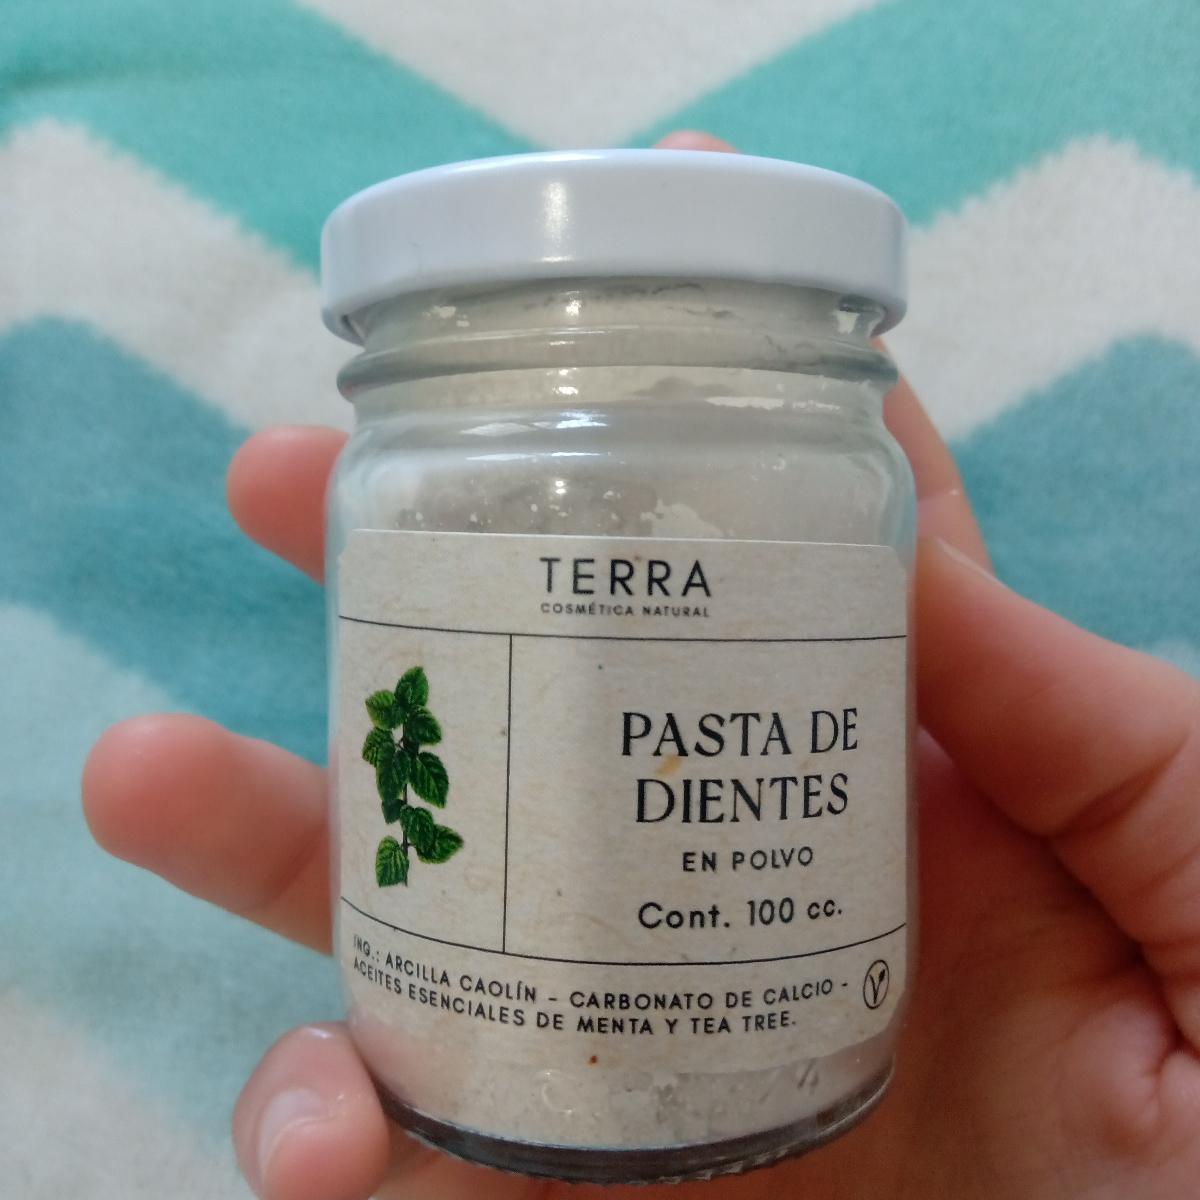 TERRA
COSMÉTICA NATURAL
PASTA DE
DIENTES
EN POLVO
Cont. 100 cc.
ING.: ARCILLA CAOLÍN - CARBONATO DE CALCIO -
ACEITES ESENCIALES DE MENTA Y TEA TREE.